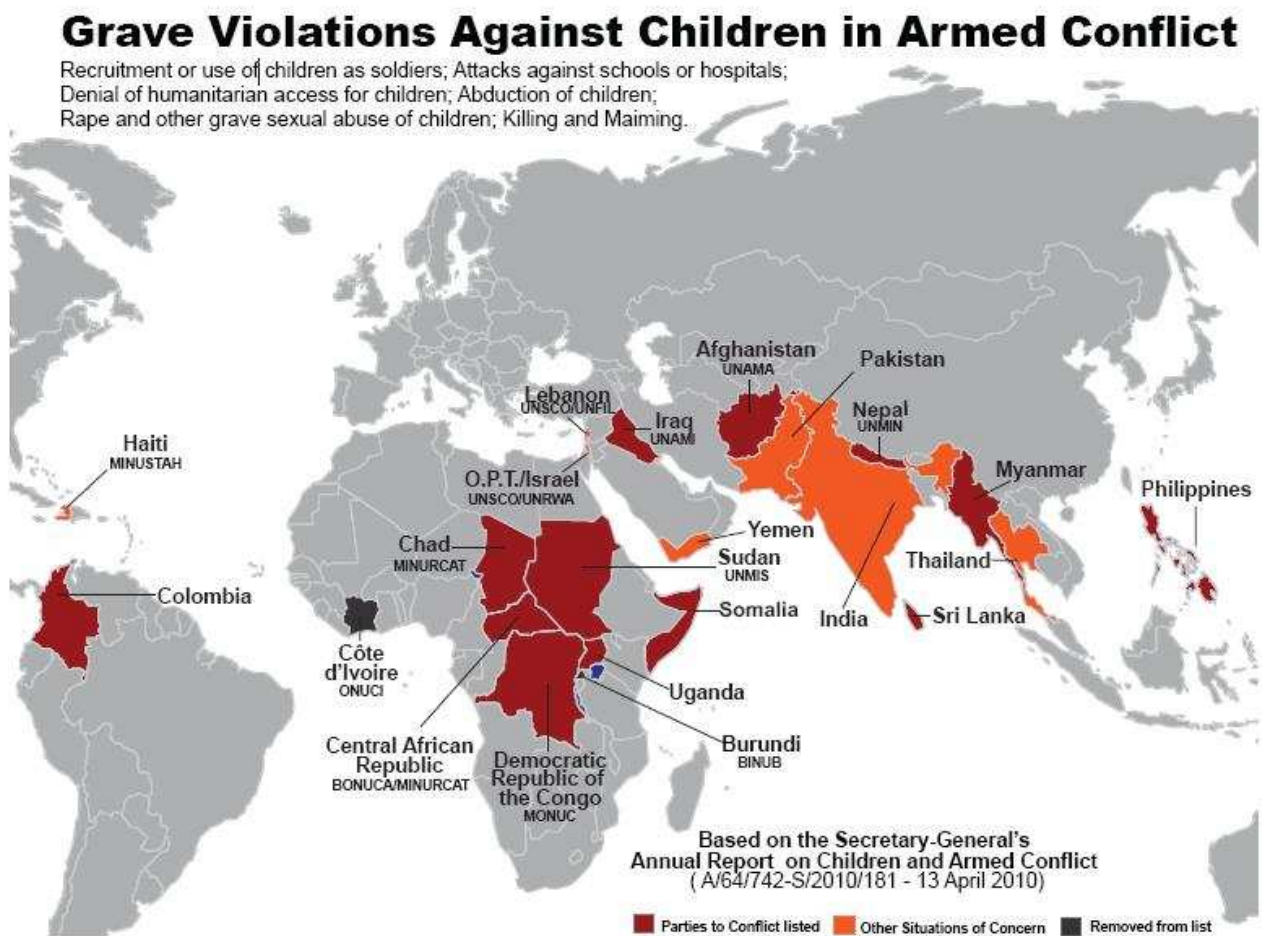 Grave Violations Against Children in Armed Conflict
Recruitment or use of children as soldiers; Attacks against schools or hospitals;
Denial of humanitarian access for children; Abduction of children;
Rape and other grave sexual abuse of children; Killing and Maiming.
Afghanistan
UNAMA
Pakistan
Lebanon
UNSCO/UNFIL
Iraq
UNAMI
Nepal
UNMIN
Haiti
MINUSTAH
O.P.T./Israel
UNSCO/UNRWA
Myanmar
Philippines
Chad
MINURCAT
Yemen
Sudan
UNMIS
Thailand
Colombia
Somalia
India
Sri Lanka
Côte
d'Ivoire
ONUCI
Uganda
Central African
Republic
BONUCA/MINURCAT
Burundi
BINUB
Democratic
Republic of
the Congo
MONUC
Based on the Secretary-General's
Annual Report on Children and Armed Conflict
( A/64/742-S/2010/181 - 13 April 2010)
Parties to Conflict listed
Other Situations of Concern
Removed from list